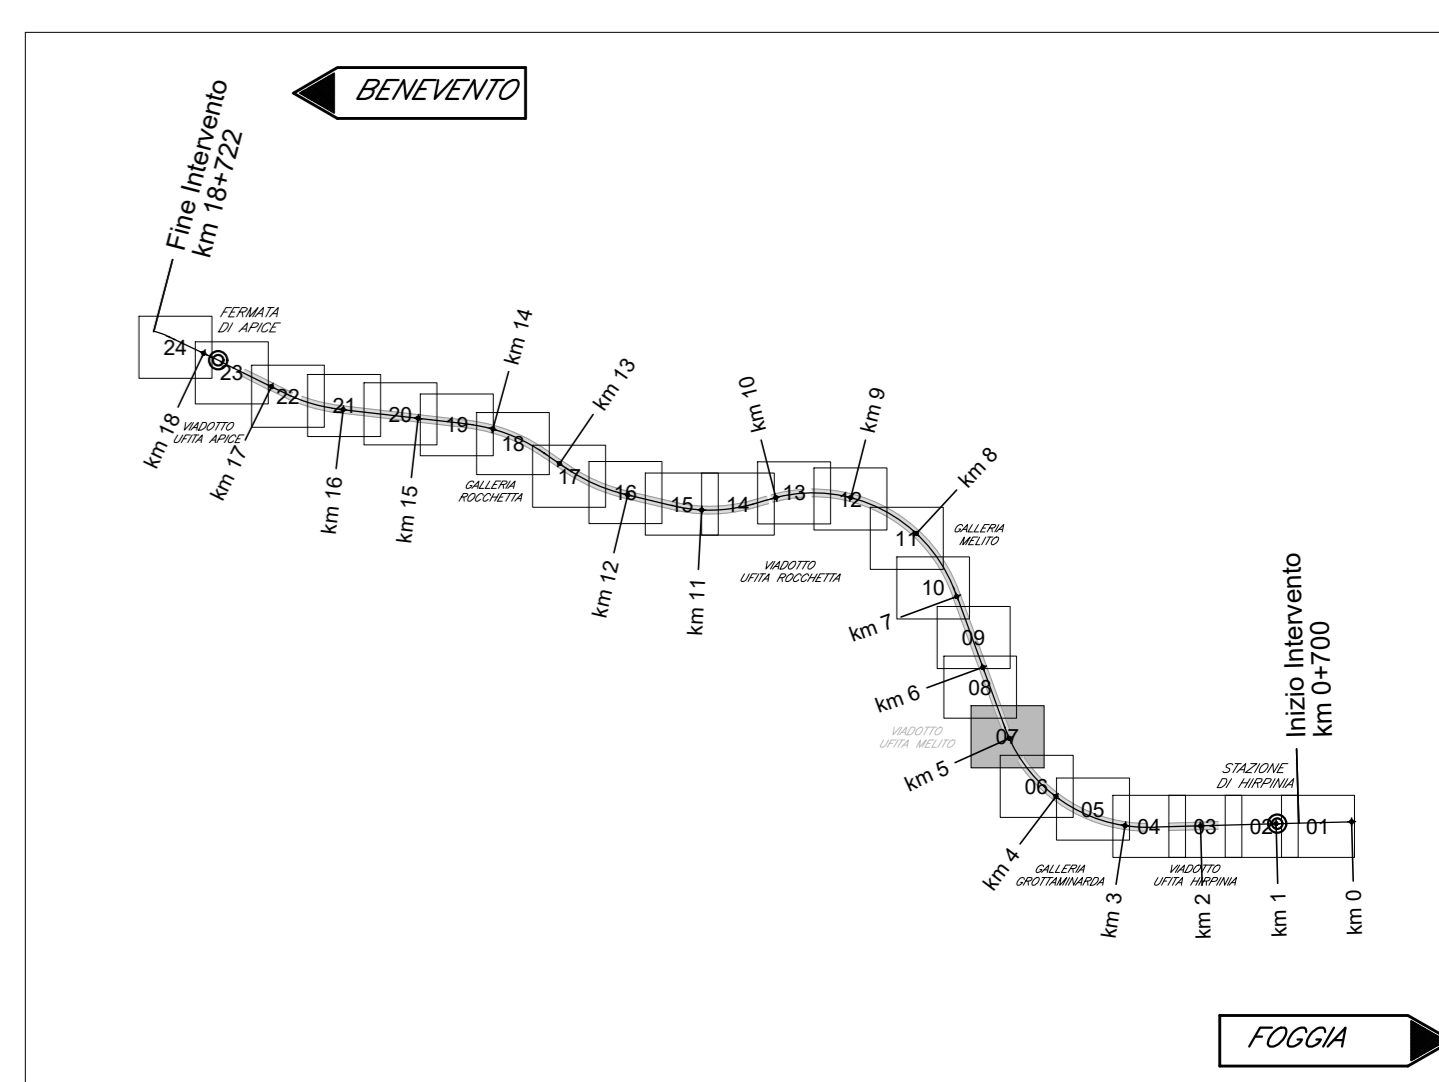 BENEVENTO
Fine Intervento
km 18+722
FERMATA
DI APICE
24
23
22
21
20
19
18
17
16
15
14
13
12
11
10
09
08
07
06
05
04
03
02
01
km 18
VIADOTTO
UFITA APICE
km 17
km 16
km 15
km 14
GALLERIA
ROCCHETTA
km 13
km 12
km 11
km 10
VIADOTTO
UFITA ROCCHETTA
km 9
km 8
GALLERIA
MELITO
km 7
km 6
VIADOTTO
UFITA MELITO
km 5
km 4
GALLERIA
GROTTAMINARDA
km 3
VIADOTTO
UFITA HIRPINIA
km 2
STAZIONE
DI HIRPINIA
km 1
km 0
Inizio Intervento
km 0+700
FOGGIA